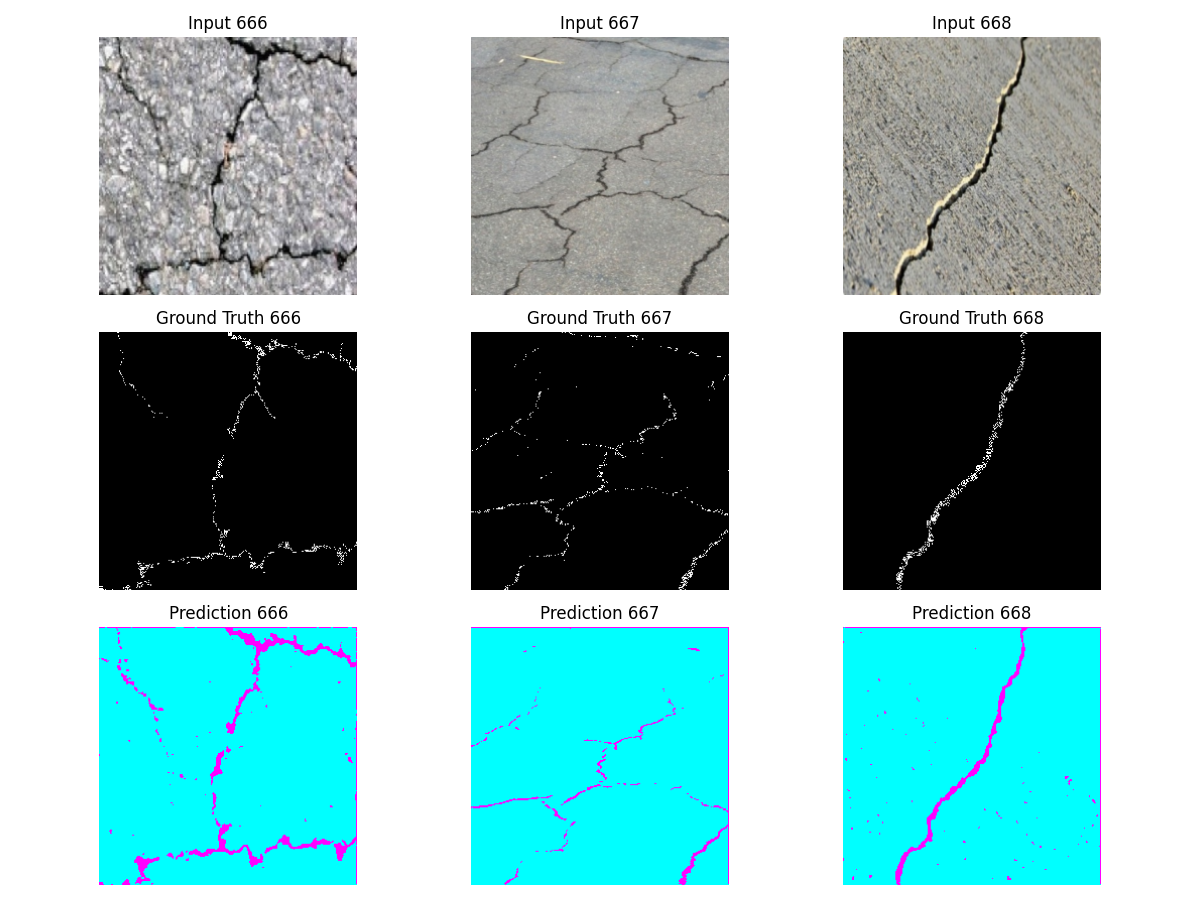 Input 666
Input 667
Input 668
Ground Truth 666
Ground Truth 667
Ground Truth 668
Prediction 666
Prediction 667
Prediction 668